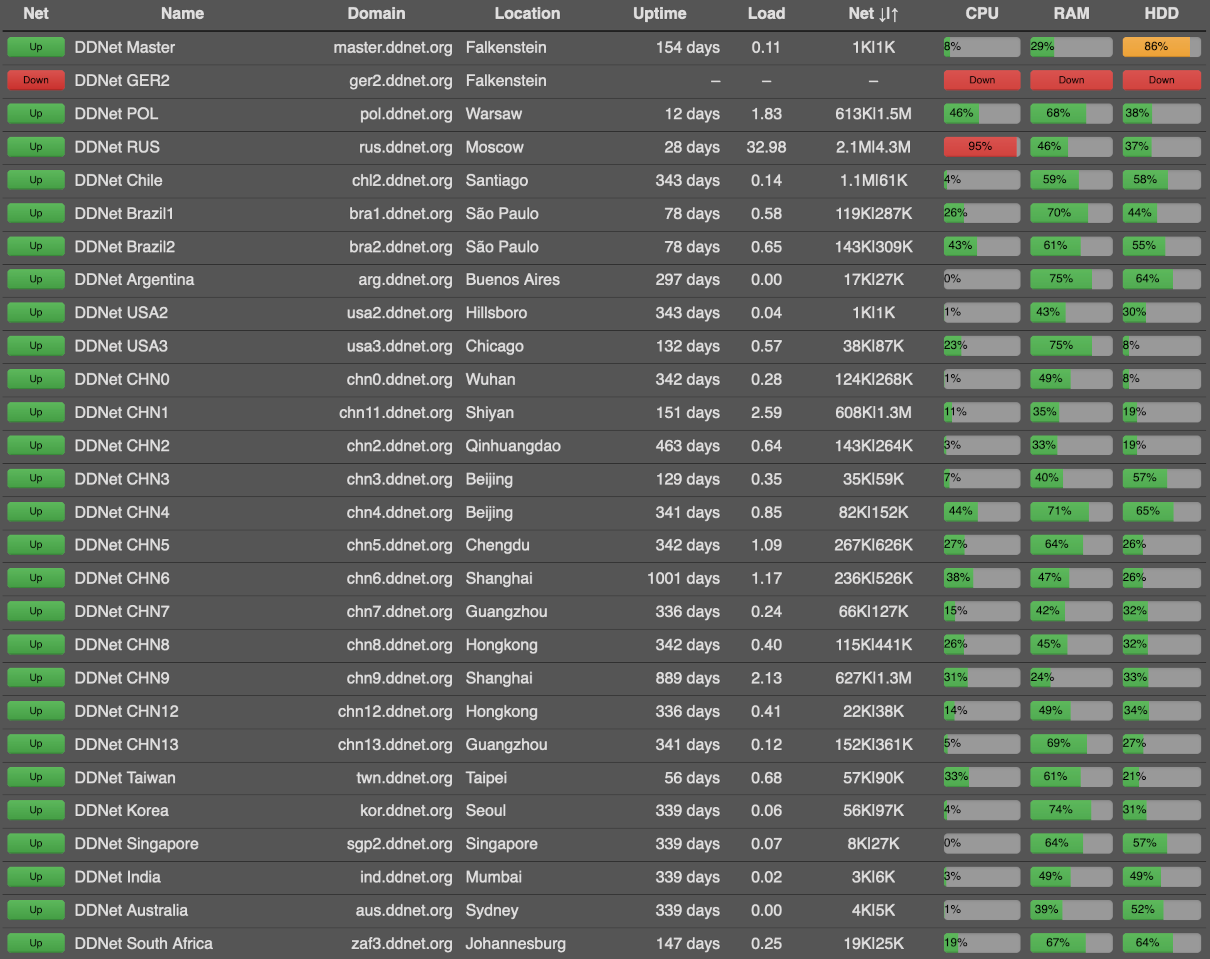 Net Name Domain Location Uptime Load Net ↓|↑ CPU RAM HDD
Up DDNet Master master.ddnet.org Falkenstein 154 days 0.11 1K|1K 8% 29% 86%
Down DDNet GER2 ger2.ddnet.org Falkenstein – – – Down Down Down
Up DDNet POL pol.ddnet.org Warsaw 12 days 1.83 613K|1.5M 46% 68% 38%
Up DDNet RUS rus.ddnet.org Moscow 28 days 32.98 2.1M|4.3M 95% 46% 37%
Up DDNet Chile chl2.ddnet.org Santiago 343 days 0.14 1.1M|61K 4% 59% 58%
Up DDNet Brazil1 bra1.ddnet.org São Paulo 78 days 0.58 119K|287K 26% 70% 44%
Up DDNet Brazil2 bra2.ddnet.org São Paulo 78 days 0.65 143K|309K 43% 61% 55%
Up DDNet Argentina arg.ddnet.org Buenos Aires 297 days 0.00 17K|27K 0% 75% 64%
Up DDNet USA2 usa2.ddnet.org Hillsboro 343 days 0.04 1K|1K 1% 43% 30%
Up DDNet USA3 usa3.ddnet.org Chicago 132 days 0.57 38K|87K 23% 75% 8%
Up DDNet CHN0 chn0.ddnet.org Wuhan 342 days 0.28 124K|268K 1% 49% 8%
Up DDNet CHN1 chn11.ddnet.org Shiyan 151 days 2.59 608K|1.3M 11% 35% 19%
Up DDNet CHN2 chn2.ddnet.org Qinhuangdao 463 days 0.64 143K|264K 3% 33% 19%
Up DDNet CHN3 chn3.ddnet.org Beijing 129 days 0.35 35K|59K 7% 40% 57%
Up DDNet CHN4 chn4.ddnet.org Beijing 341 days 0.85 82K|152K 44% 71% 65%
Up DDNet CHN5 chn5.ddnet.org Chengdu 342 days 1.09 267K|626K 27% 64% 26%
Up DDNet CHN6 chn6.ddnet.org Shanghai 1001 days 1.17 236K|526K 38% 47% 26%
Up DDNet CHN7 chn7.ddnet.org Guangzhou 336 days 0.24 66K|127K 15% 42% 32%
Up DDNet CHN8 chn8.ddnet.org Hongkong 342 days 0.40 115K|441K 26% 45% 32%
Up DDNet CHN9 chn9.ddnet.org Shanghai 889 days 2.13 627K|1.3M 31% 24% 33%
Up DDNet CHN12 chn12.ddnet.org Hongkong 336 days 0.41 22K|38K 14% 49% 34%
Up DDNet CHN13 chn13.ddnet.org Guangzhou 341 days 0.12 152K|361K 5% 69% 27%
Up DDNet Taiwan twn.ddnet.org Taipei 56 days 0.68 57K|90K 33% 61% 21%
Up DDNet Korea kor.ddnet.org Seoul 339 days 0.06 56K|97K 4% 74% 31%
Up DDNet Singapore sgp2.ddnet.org Singapore 339 days 0.07 8K|27K 0% 64% 57%
Up DDNet India ind.ddnet.org Mumbai 339 days 0.02 3K|6K 3% 49% 49%
Up DDNet Australia aus.ddnet.org Sydney 339 days 0.00 4K|5K 1% 39% 52%
Up DDNet South Africa zaf3.ddnet.org Johannesburg 147 days 0.25 19K|25K 19% 67% 64%